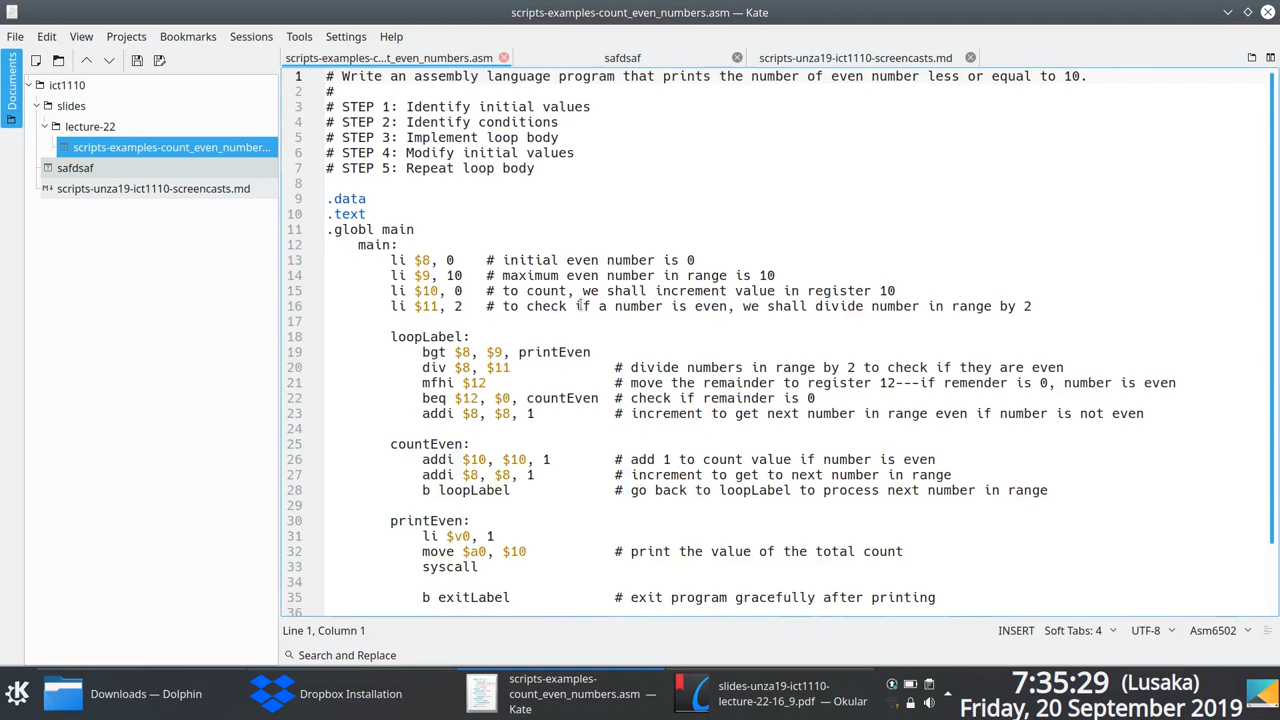 scripts-examples-count_even_numbers.asm — Kate
File Edit View Projects Bookmarks Sessions Tools Settings Help
Documents
ict1110
slides
lecture-22
scripts-examples-count_even_number...
safdsaf
scripts-unza19-ict1110-screencasts.md
scripts-examples-c...t_even_numbers.asm safdsaf scripts-unza19-ict1110-screencasts.md
1 # Write an assembly language program that prints the number of even number less or equal to 10.
2 #
3 # STEP 1: Identify initial values
4 # STEP 2: Identify conditions
5 # STEP 3: Implement loop body
6 # STEP 4: Modify initial values
7 # STEP 5: Repeat loop body
8
9 .data
10 .text
11 .globl main
12 main:
13 li $8, 0 # initial even number is 0
14 li $9, 10 # maximum even number in range is 10
15 li $10, 0 # to count, we shall increment value in register 10
16 li $11, 2 # to check if a number is even, we shall divide number in range by 2
17
18 loopLabel:
19 bgt $8, $9, printEven
20 div $8, $11 # divide numbers in range by 2 to check if they are even
21 mfhi $12 # move the remainder to register 12---if remender is 0, number is even
22 beq $12, $0, countEven # check if remainder is 0
23 addi $8, $8, 1 # increment to get next number in range even if number is not even
24
25 countEven:
26 addi $10, $10, 1 # add 1 to count value if number is even
27 addi $8, $8, 1 # increment to get to next number in range
28 b loopLabel # go back to loopLabel to process next number in range
29
30 printEven:
31 li $v0, 1
32 move $a0, $10 # print the value of the total count
33 syscall
34
35 b exitLabel # exit program gracefully after printing
36
Line 1, Column 1 INSERT Soft Tabs: 4 UTF-8 Asm6502
Search and Replace
Downloads — Dolphin
Dropbox Installation
scripts-examples-
count_even_numbers.asm —
Kate
slides-unza19-ict1110-
lecture-22-16_9.pdf — Okular
7:35:29 (Lusaka)
Friday, 20 September 2019